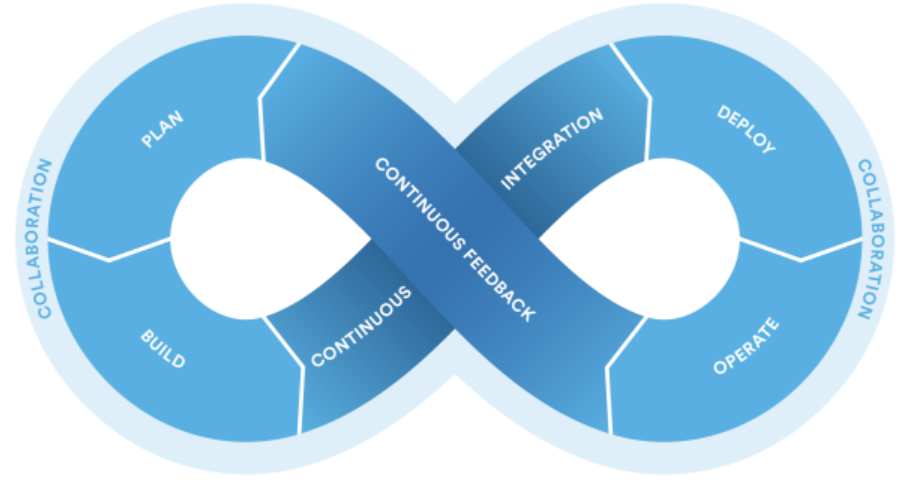 COLLABORATION
PLAN
BUILD
CONTINUOUS
INTEGRATION
CONTINUOUS FEEDBACK
DEPLOY
OPERATE
COLLABORATION